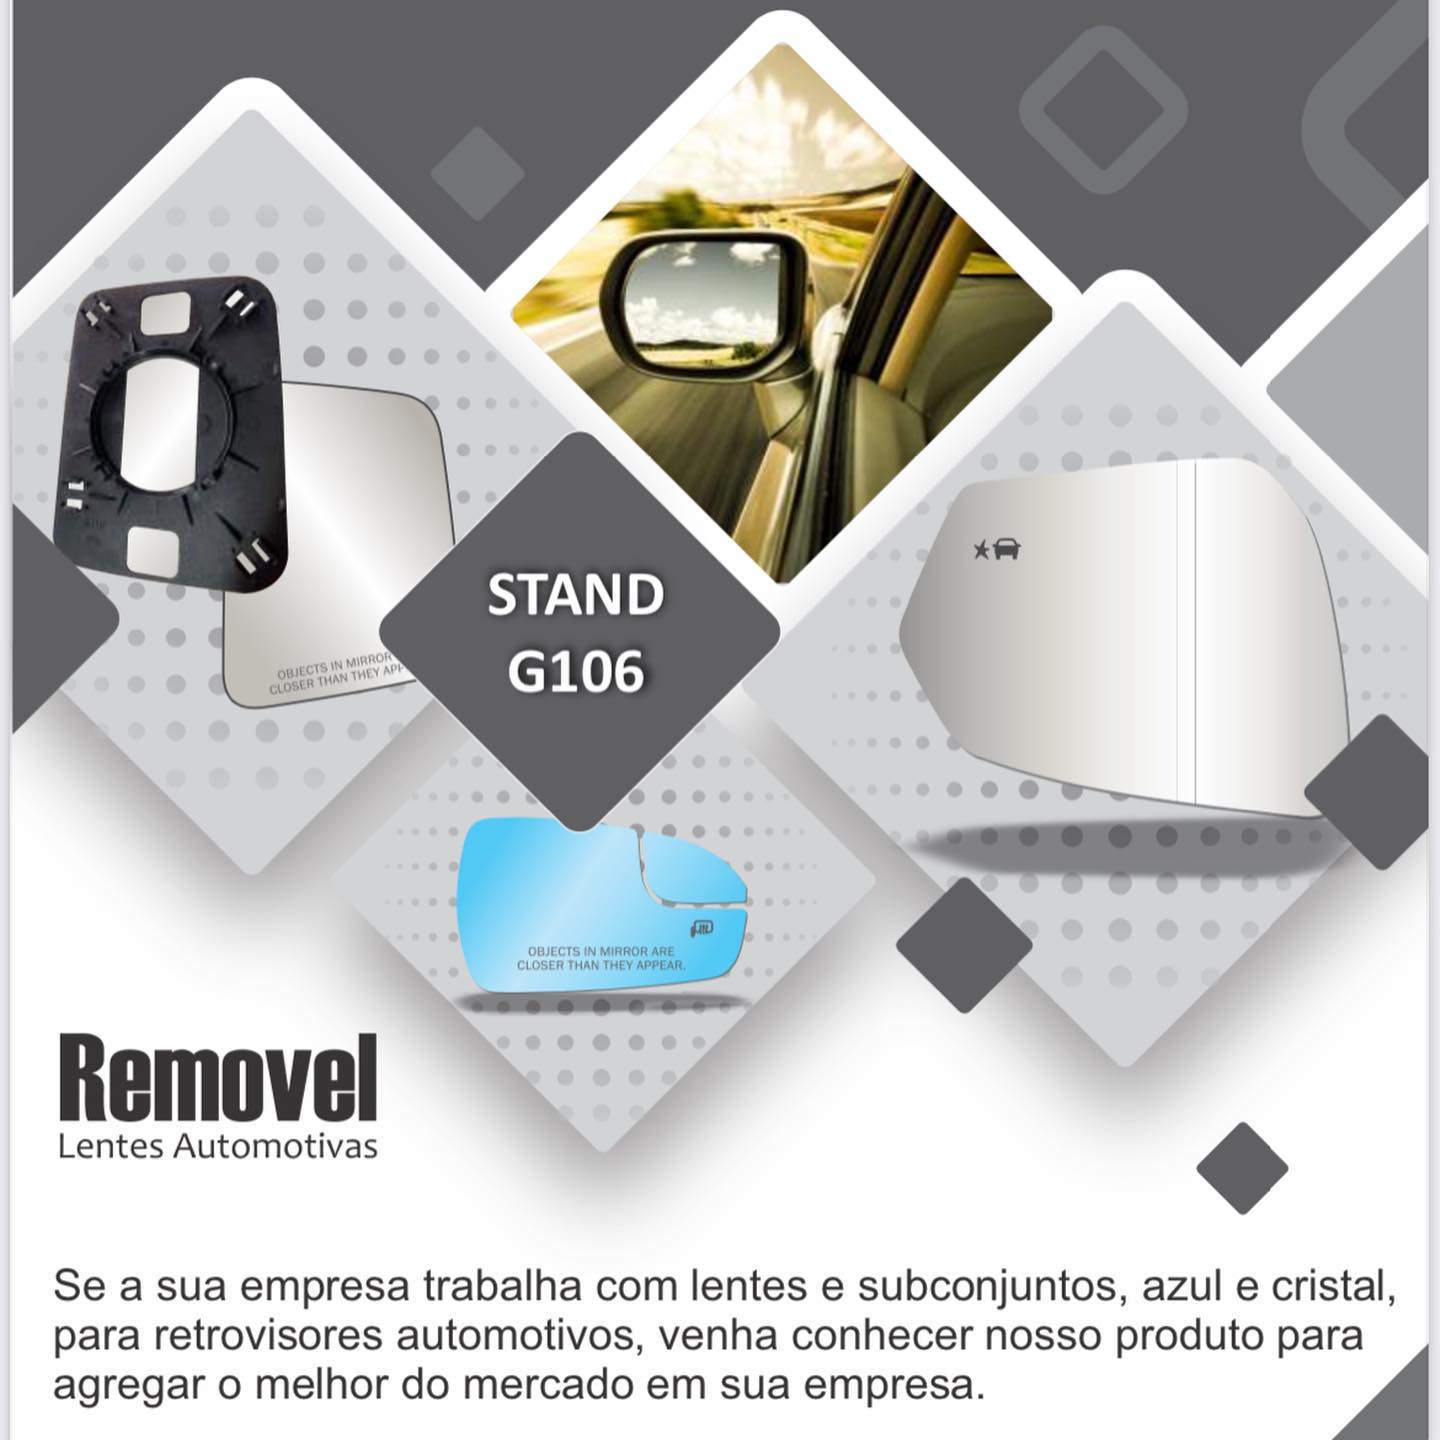 STAND
G106
OBJECTS IN MIRROR
CLOSER THAN THEY APP
OBJECTS IN MIRROR ARE
CLOSER THAN THEY APPEAR.
Removel
Lentes Automotivas
Se a sua empresa trabalha com lentes e subconjuntos, azul e cristal,
para retrovisores automotivos, venha conhecer nosso produto para
agregar o melhor do mercado em sua empresa.